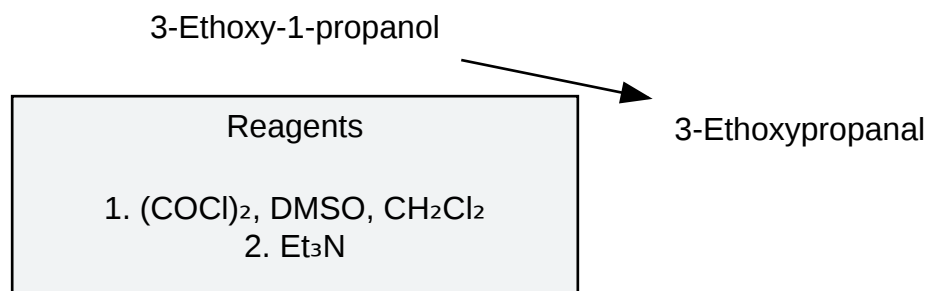 3-Ethoxy-1-propanol
Reagents
3-Ethoxypropanal
1. (COCl)₂, DMSO, CH₂Cl₂
2. Et₃N